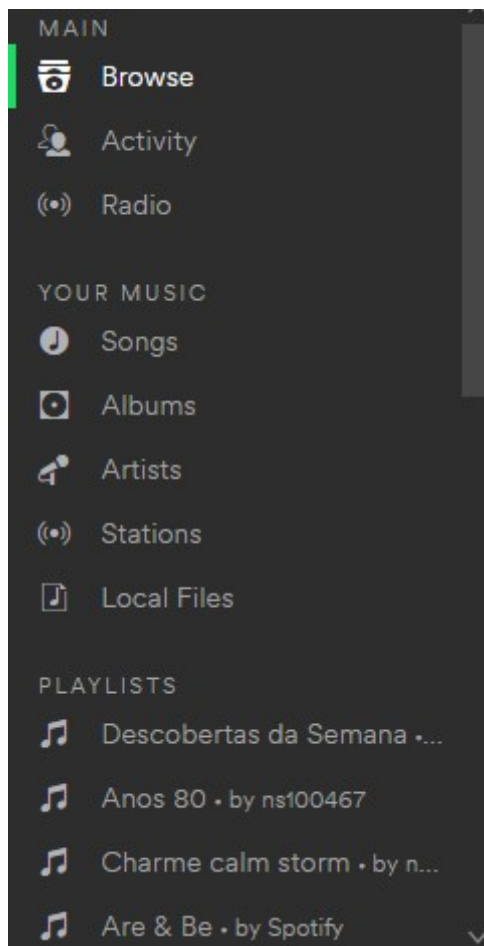 MAIN
Browse
Activity
Radio
YOUR MUSIC
Songs
Albums
Artists
Stations
Local Files
PLAYLISTS
Descobertas da Semana •...
Anos 80 • by ns100467
Charme calm storm • by n...
Are & Be • by Spotify